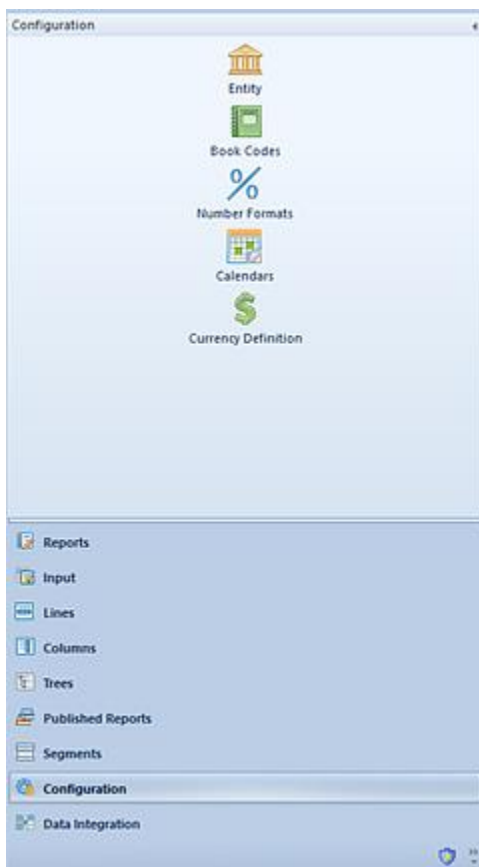 Configuration
Entity
Book Codes
Number Formats
Calendars
Currency Definition
Reports
Input
Lines
Columns
Trees
Published Reports
Segments
Configuration
Data Integration